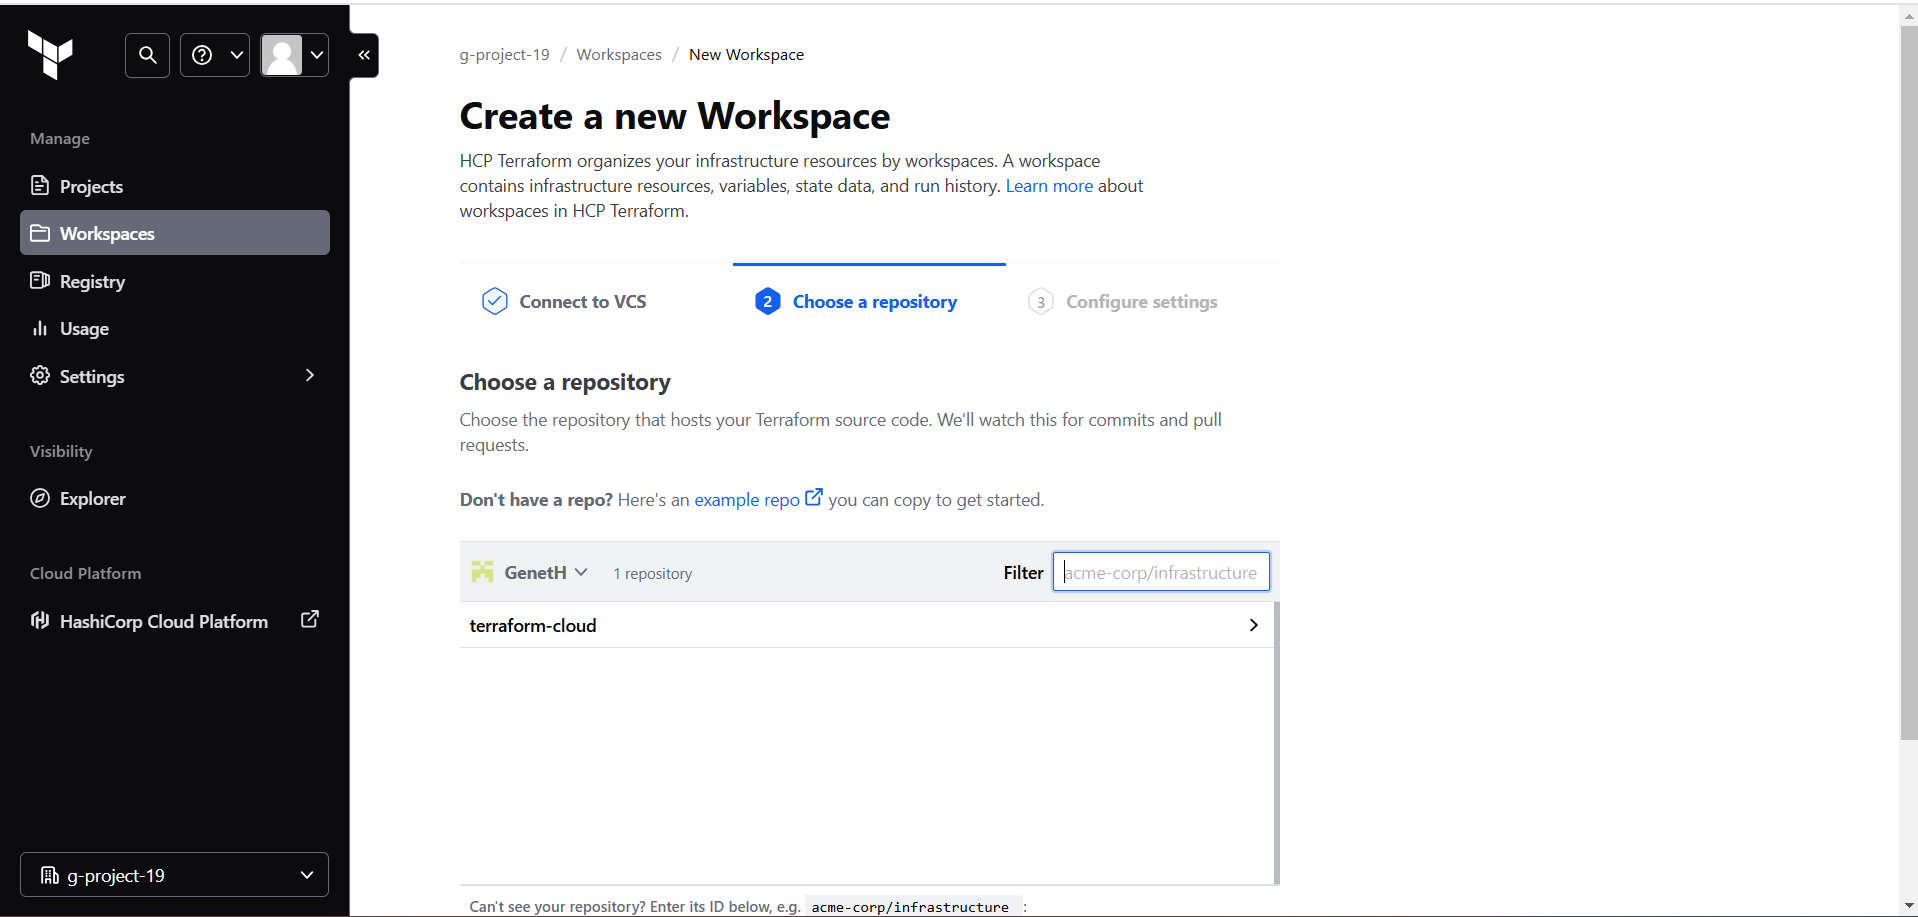 Manage
Projects
Workspaces
Registry
Usage
Settings
Visibility
Explorer
Cloud Platform
HashiCorp Cloud Platform
g-project-19
g-project-19 / Workspaces / New Workspace
Create a new Workspace
HCP Terraform organizes your infrastructure resources by workspaces. A workspace
contains infrastructure resources, variables, state data, and run history. Learn more about
workspaces in HCP Terraform.
Connect to VCS
2 Choose a repository
3 Configure settings
Choose a repository
Choose the repository that hosts your Terraform source code. We'll watch this for commits and pull
requests.
Don't have a repo? Here's an example repo you can copy to get started.
GenetH 1 repository Filter acme-corp/infrastructure
terraform-cloud
Can't see your repository? Enter its ID below, e.g. acme-corp/infrastructure :